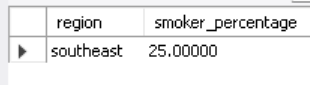 region smoker_percentage
southeast 25.00000